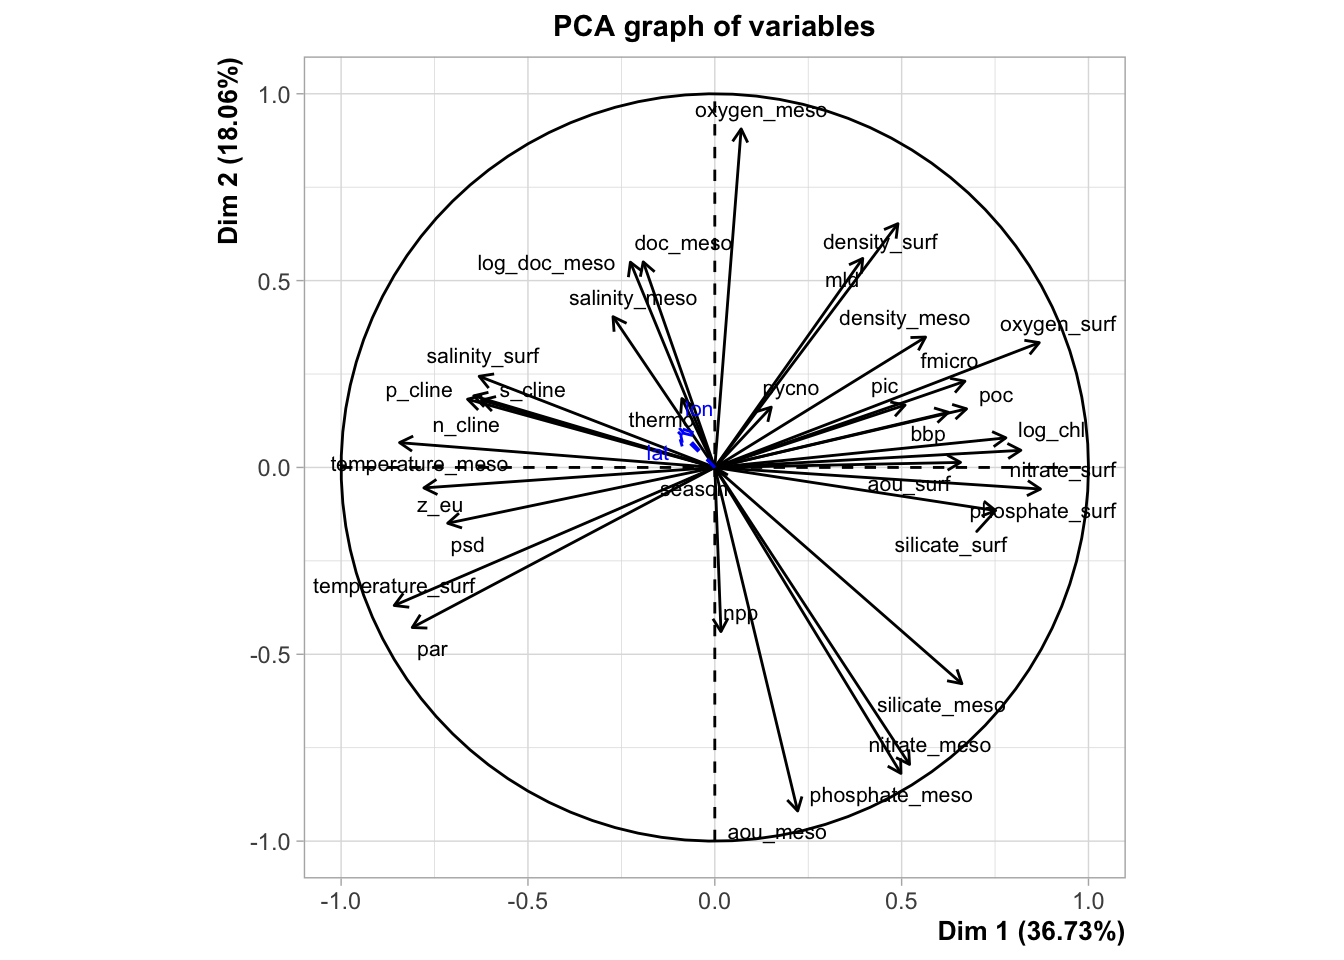 PCA graph of variables
Dim 2 (18.06%)
1.0
0.5
0.0
-0.5
-1.0
oxygen_meso
doc_meso
density_surf
log_doc_meso
mld
salinity_meso
density_meso
oxygen_surf
salinity_surf
fmicro
p_cline
s_cline
pycno
pic
poc
lon
thermo
n_cline
bbp
log_chl
lat
temperature_meso
nitrate_surf
season
aou_surf
z_eu
phosphate_surf
psd
silicate_surf
temperature_surf
npp
par
silicate_meso
nitrate_meso
phosphate_meso
aou_meso
-1.0
-0.5
0.0
0.5
1.0
Dim 1 (36.73%)